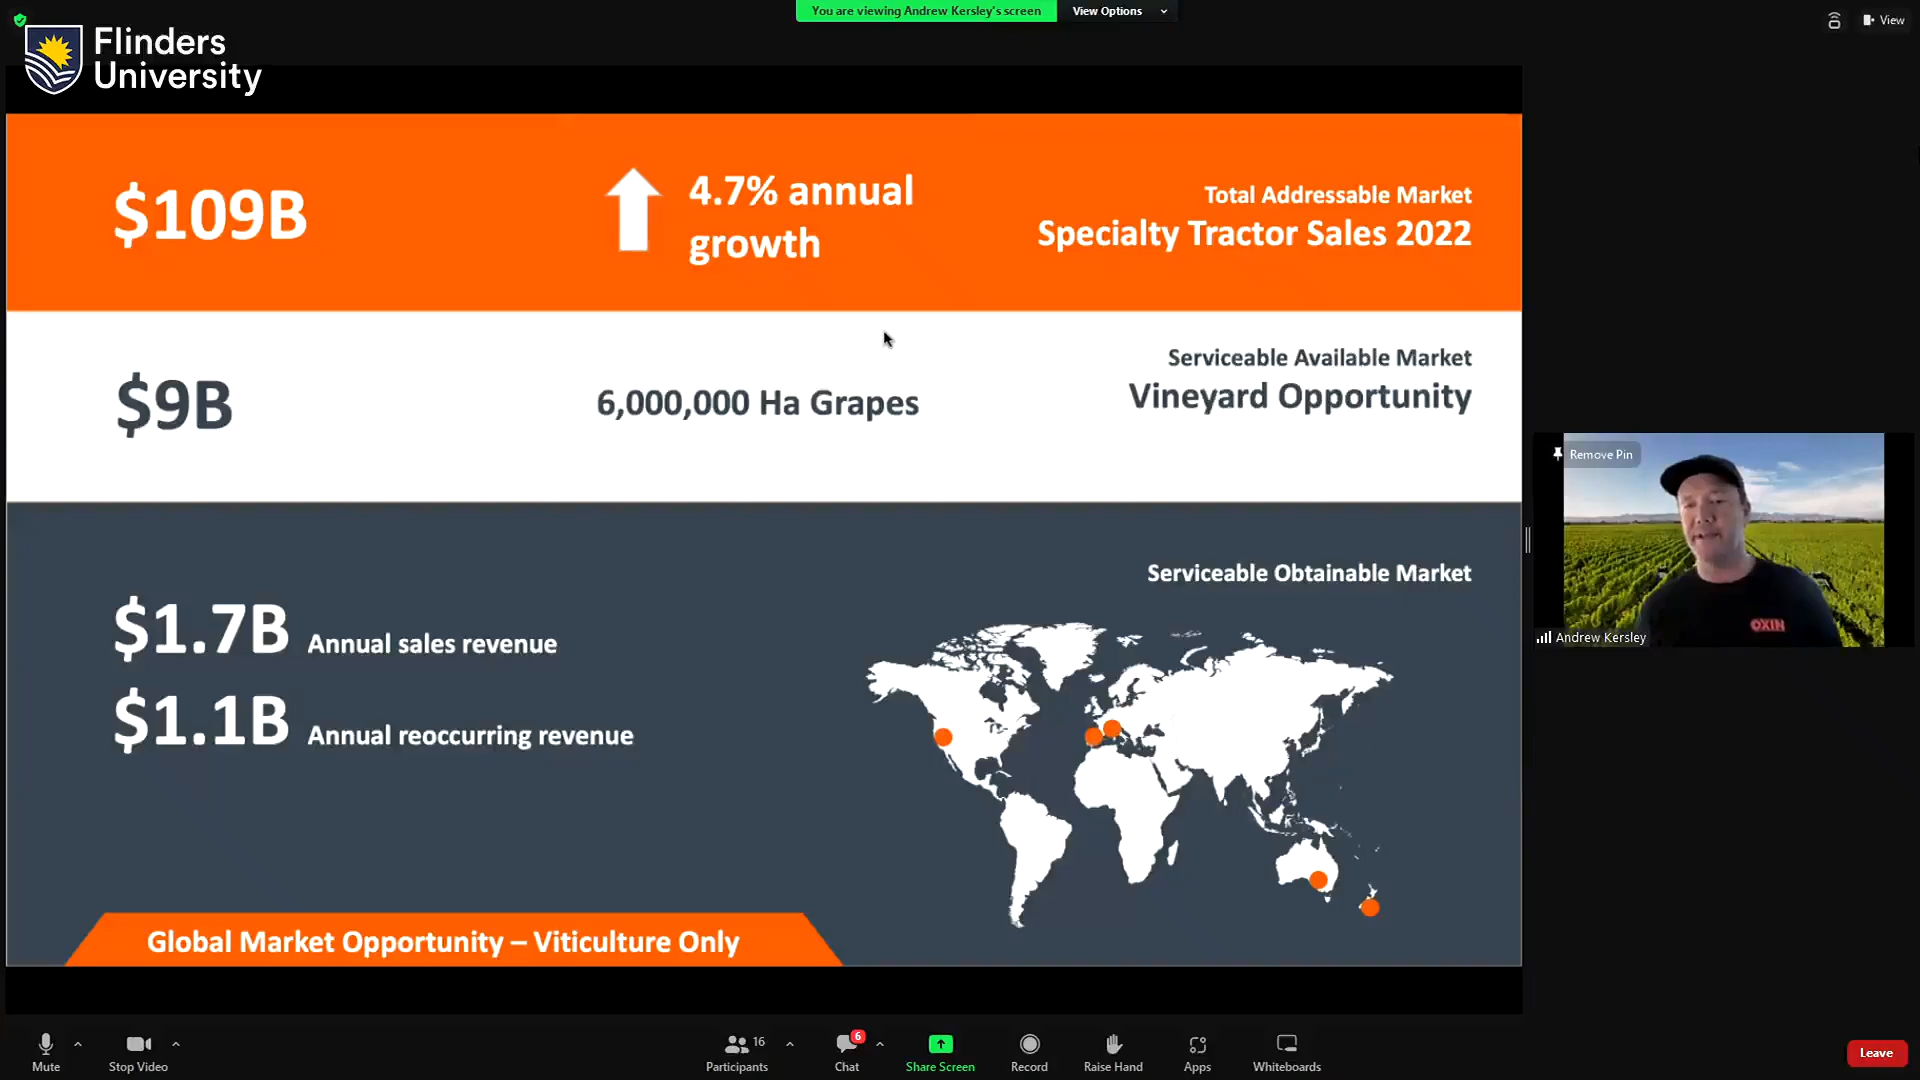 You are viewing Andrew Kersley's screen
View Options
View
Flinders
University
$109B
4.7% annual
growth
Total Addressable Market
Specialty Tractor Sales 2022
$9B
6,000,000 Ha Grapes
Serviceable Available Market
Vineyard Opportunity
Serviceable Obtainable Market
$1.7B Annual sales revenue
$1.1B Annual reoccurring revenue
Global Market Opportunity – Viticulture Only
Remove Pin
OXIN
Andrew Kersley
Mute
Stop Video
16
Participants
6
Chat
Share Screen
Record
Raise Hand
Apps
Whiteboards
Leave